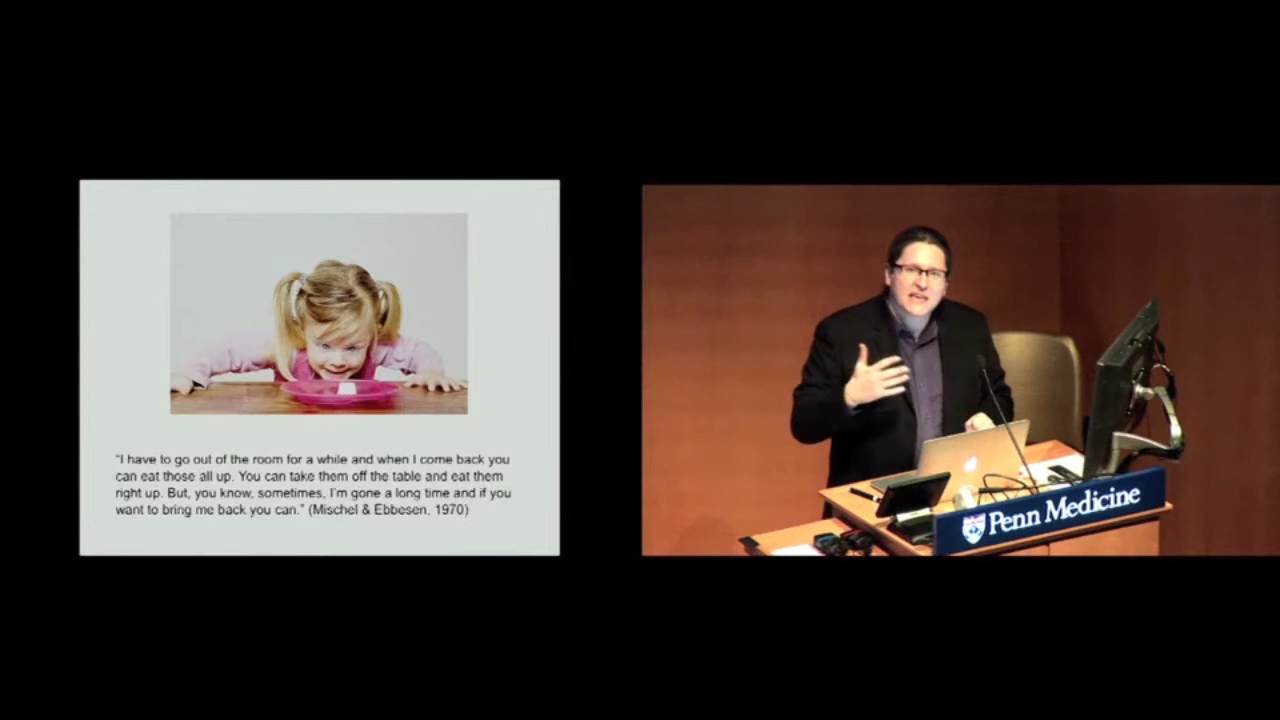 “I have to go out of the room for a while and when I come back you
can eat those all up. You can take them off the table and eat them
right up. But, you know, sometimes, I’m gone a long time and if you
want to bring me back you can.” (Mischel & Ebbesen, 1970)
Penn Medicine